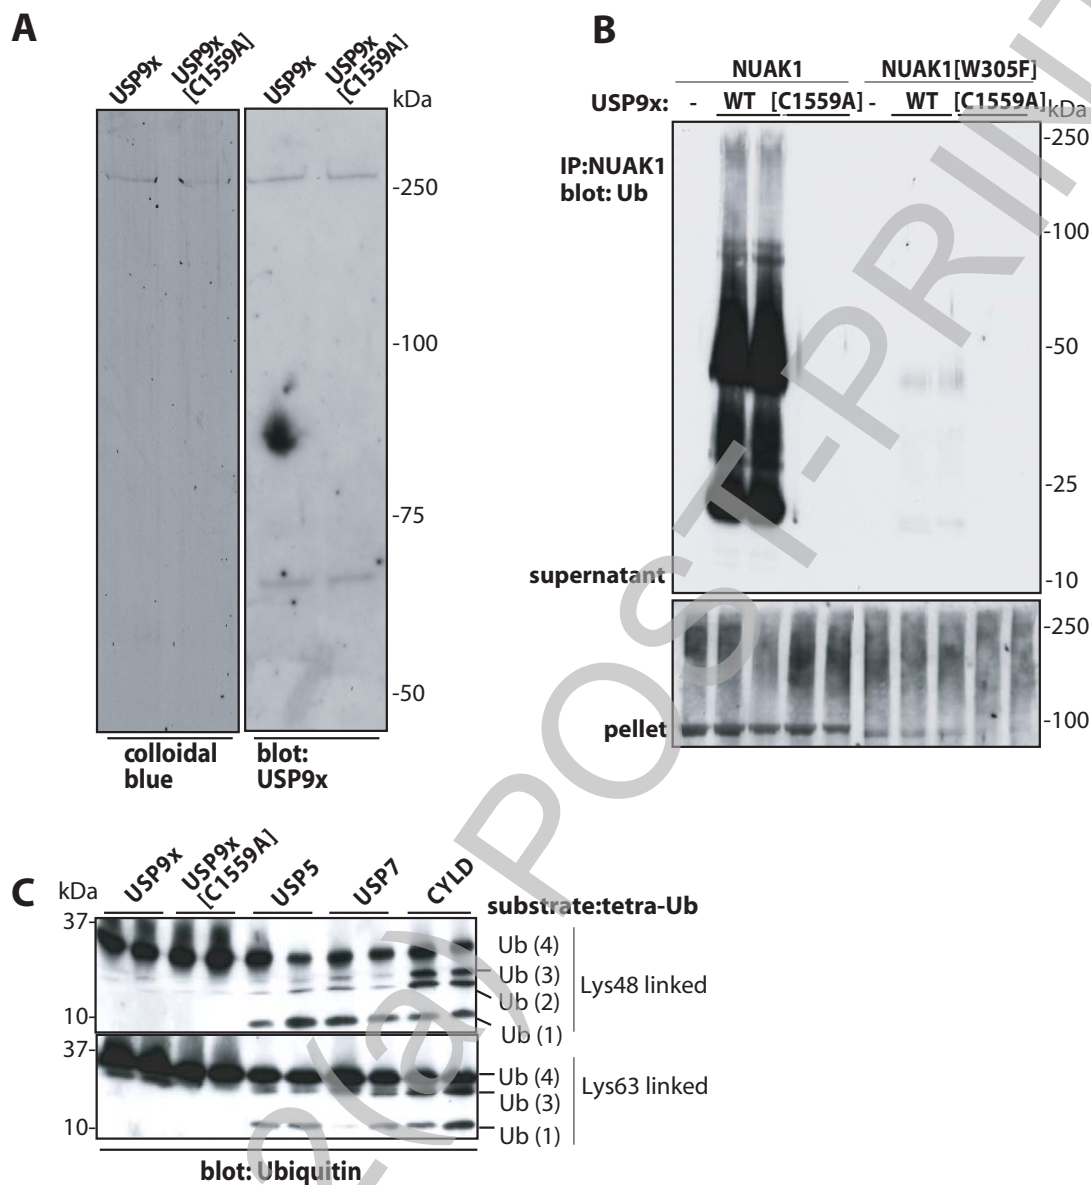 A
USP9x
USP9x
[C1559A]
USP9x
USP9x
[C1559A]
kDa
-250
-100
-75
-50
colloidal
blue
blot:
USP9x
B
NUAK1 NUAK1[W305F]
USP9x: - WT [C1559A] - WT [C1559A] kDa
IP:NUAK1
blot: Ub
-250
-100
-50
-25
supernatant
-10
-250
pellet
-100
C
kDa
USP9x
USP9x
[C1559A]
USP5
USP7
CYLD
substrate:tetra-Ub
37-
Ub (4)
Ub (3)
Lys48 linked
Ub (2)
10-
Ub (1)
37-
Ub (4)
Lys63 linked
Ub (3)
10-
Ub (1)
blot: Ubiquitin
2(a) POST-PRINT